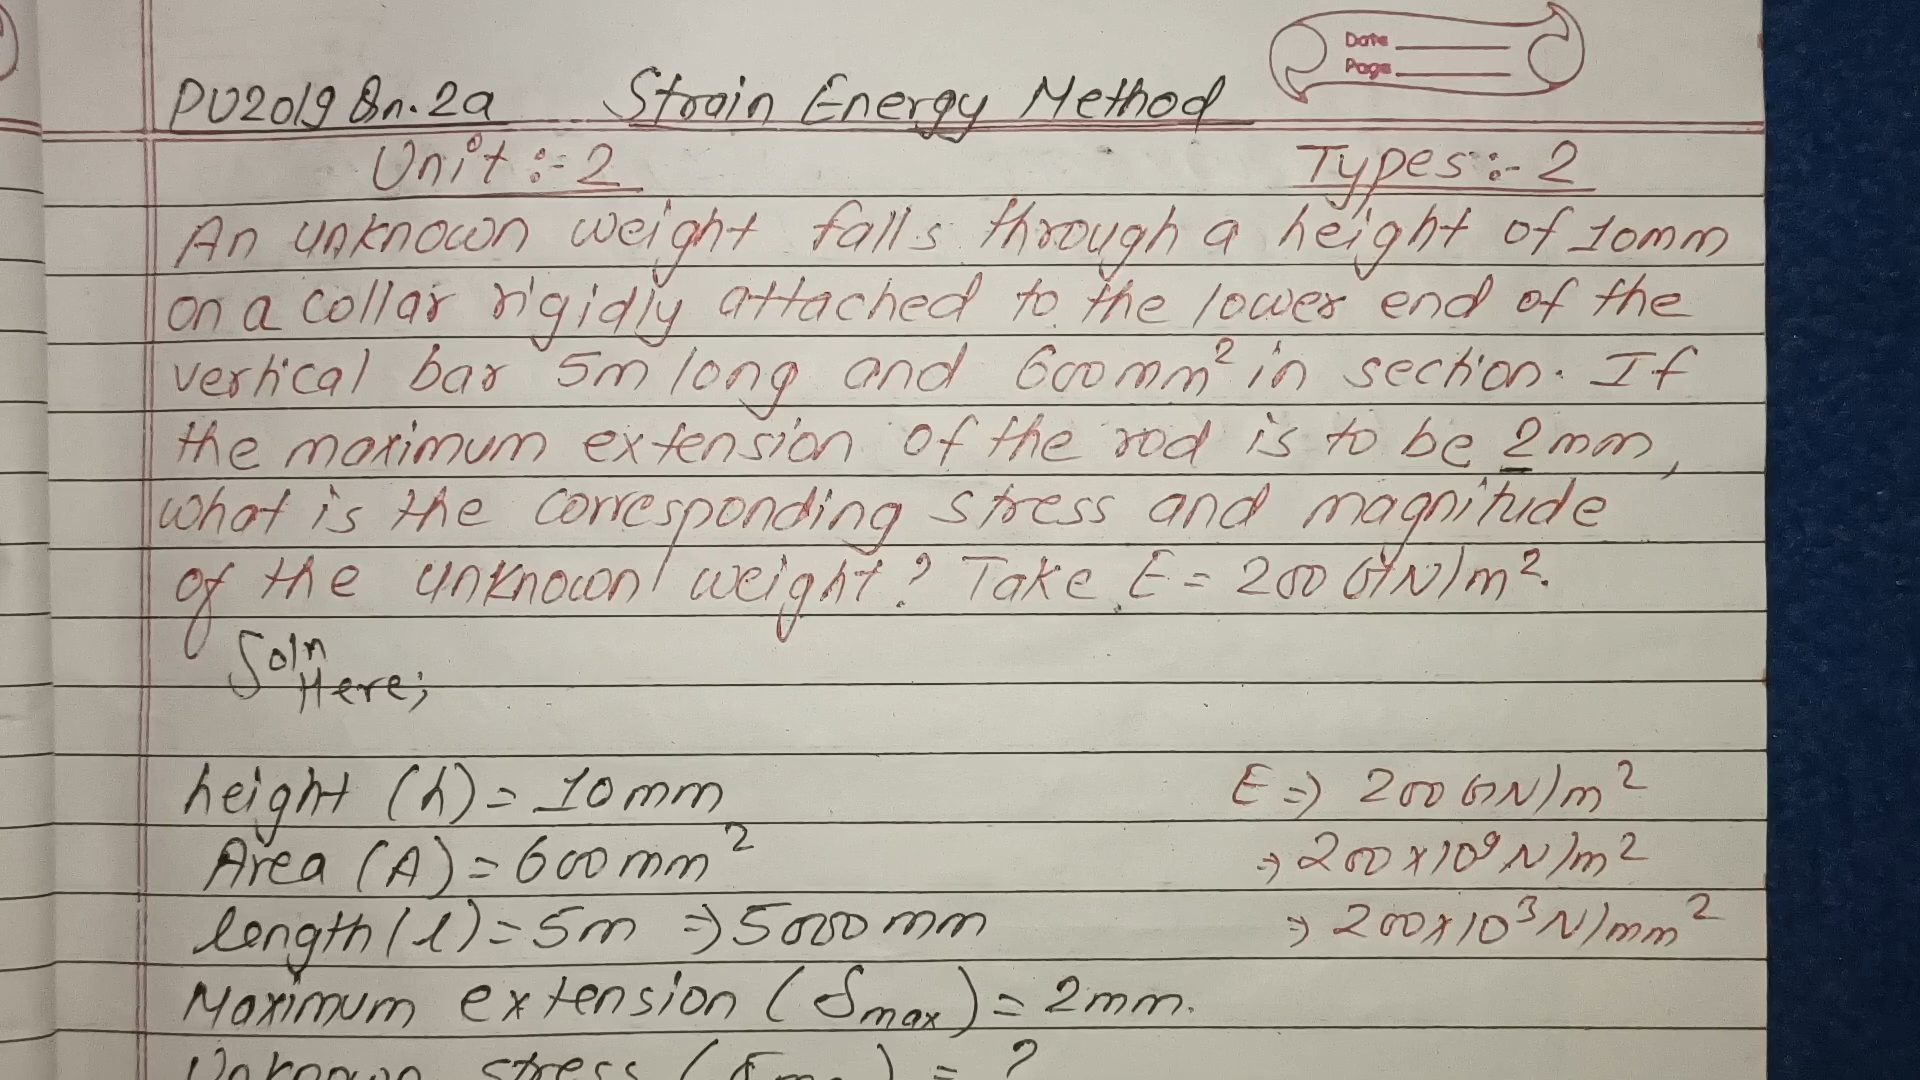 Date
Page
PU2019 Qn.2a Strain Energy Method
Unit :- 2 Types :- 2
An unknown weight falls through a height of 10mm
on a collar rigidly attached to the lower end of the
vertical bar 5m long and 600mm² in section. If
the maximum extension of the rod is to be 2mm,
what is the corresponding stress and magnitude
of the unknown weight? Take E = 200 GN/m².
Soln
Here;
height (h) = 10mm E ⇒ 200 GN/m²
Area (A) = 600mm² ⇒ 200×10⁹ N/m²
length (l) = 5m ⇒ 5000mm ⇒ 200×10³ N/mm²
Maximum extension (δmax) = 2mm.
Unknown stress ( ) = ?